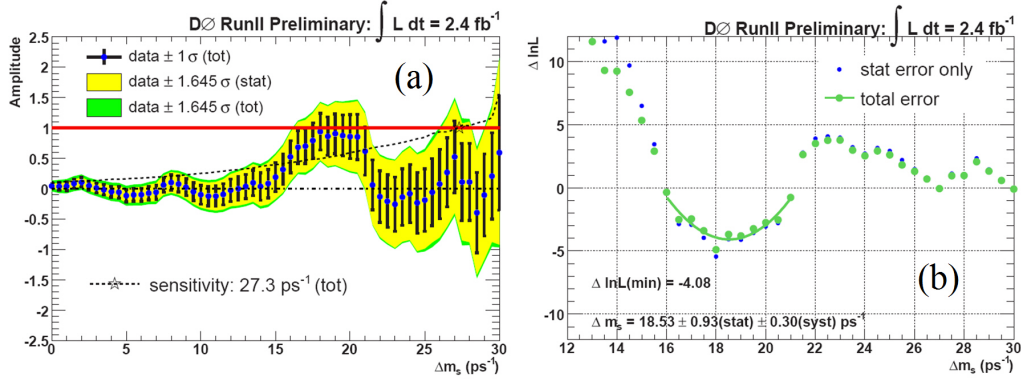 DØ RunII Preliminary: ∫ L dt = 2.4 fb⁻¹
Amplitude
2.5
2
1.5
1
0.5
0
-0.5
-1
-1.5
-2
-2.5
data ± 1 σ (tot)
data ± 1.645 σ (stat)
data ± 1.645 σ (tot)
(a)
sensitivity: 27.3 ps⁻¹ (tot)
0 5 10 15 20 25 30
Δmₛ (ps⁻¹)
DØ RunII Preliminary: ∫ L dt = 2.4 fb⁻¹
Δ lnL
10
5
0
-5
-10
stat error only
total error
(b)
Δ lnL(min) = -4.08
Δ mₛ = 18.53 ± 0.93(stat) ± 0.30(syst) ps⁻¹
12 14 16 18 20 22 24 26 28 30
Δmₛ (ps⁻¹)